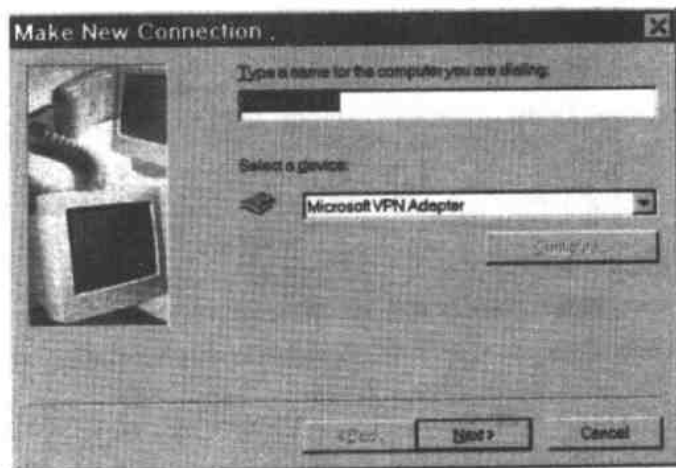 Make New Connection
Type a name for the computer you are dialing:
Select a device:
Microsoft VPN Adapter
Configure...
< Back
Next >
Cancel